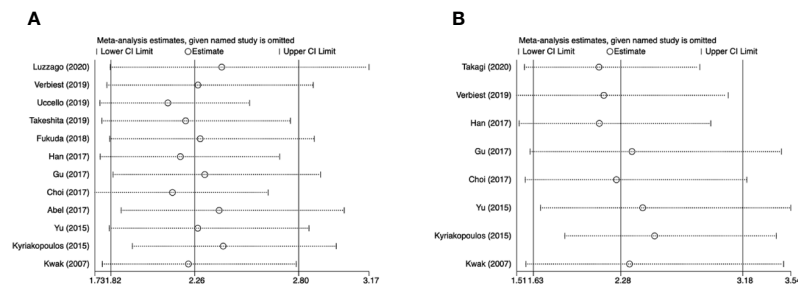 A
Meta-analysis estimates, given named study is omitted
| Lower CI Limit ○ Estimate | Upper CI Limit
Luzzago (2020)
Verbiest (2019)
Uccello (2019)
Takeshita (2019)
Fukuda (2018)
Han (2017)
Gu (2017)
Choi (2017)
Abel (2017)
Yu (2015)
Kyriakopoulos (2015)
Kwak (2007)
1.73 1.82 2.26 2.80 3.17
B
Meta-analysis estimates, given named study is omitted
| Lower CI Limit ○ Estimate | Upper CI Limit
Takagi (2020)
Verbiest (2019)
Han (2017)
Gu (2017)
Choi (2017)
Yu (2015)
Kyriakopoulos (2015)
Kwak (2007)
1.51 1.63 2.28 3.18 3.54